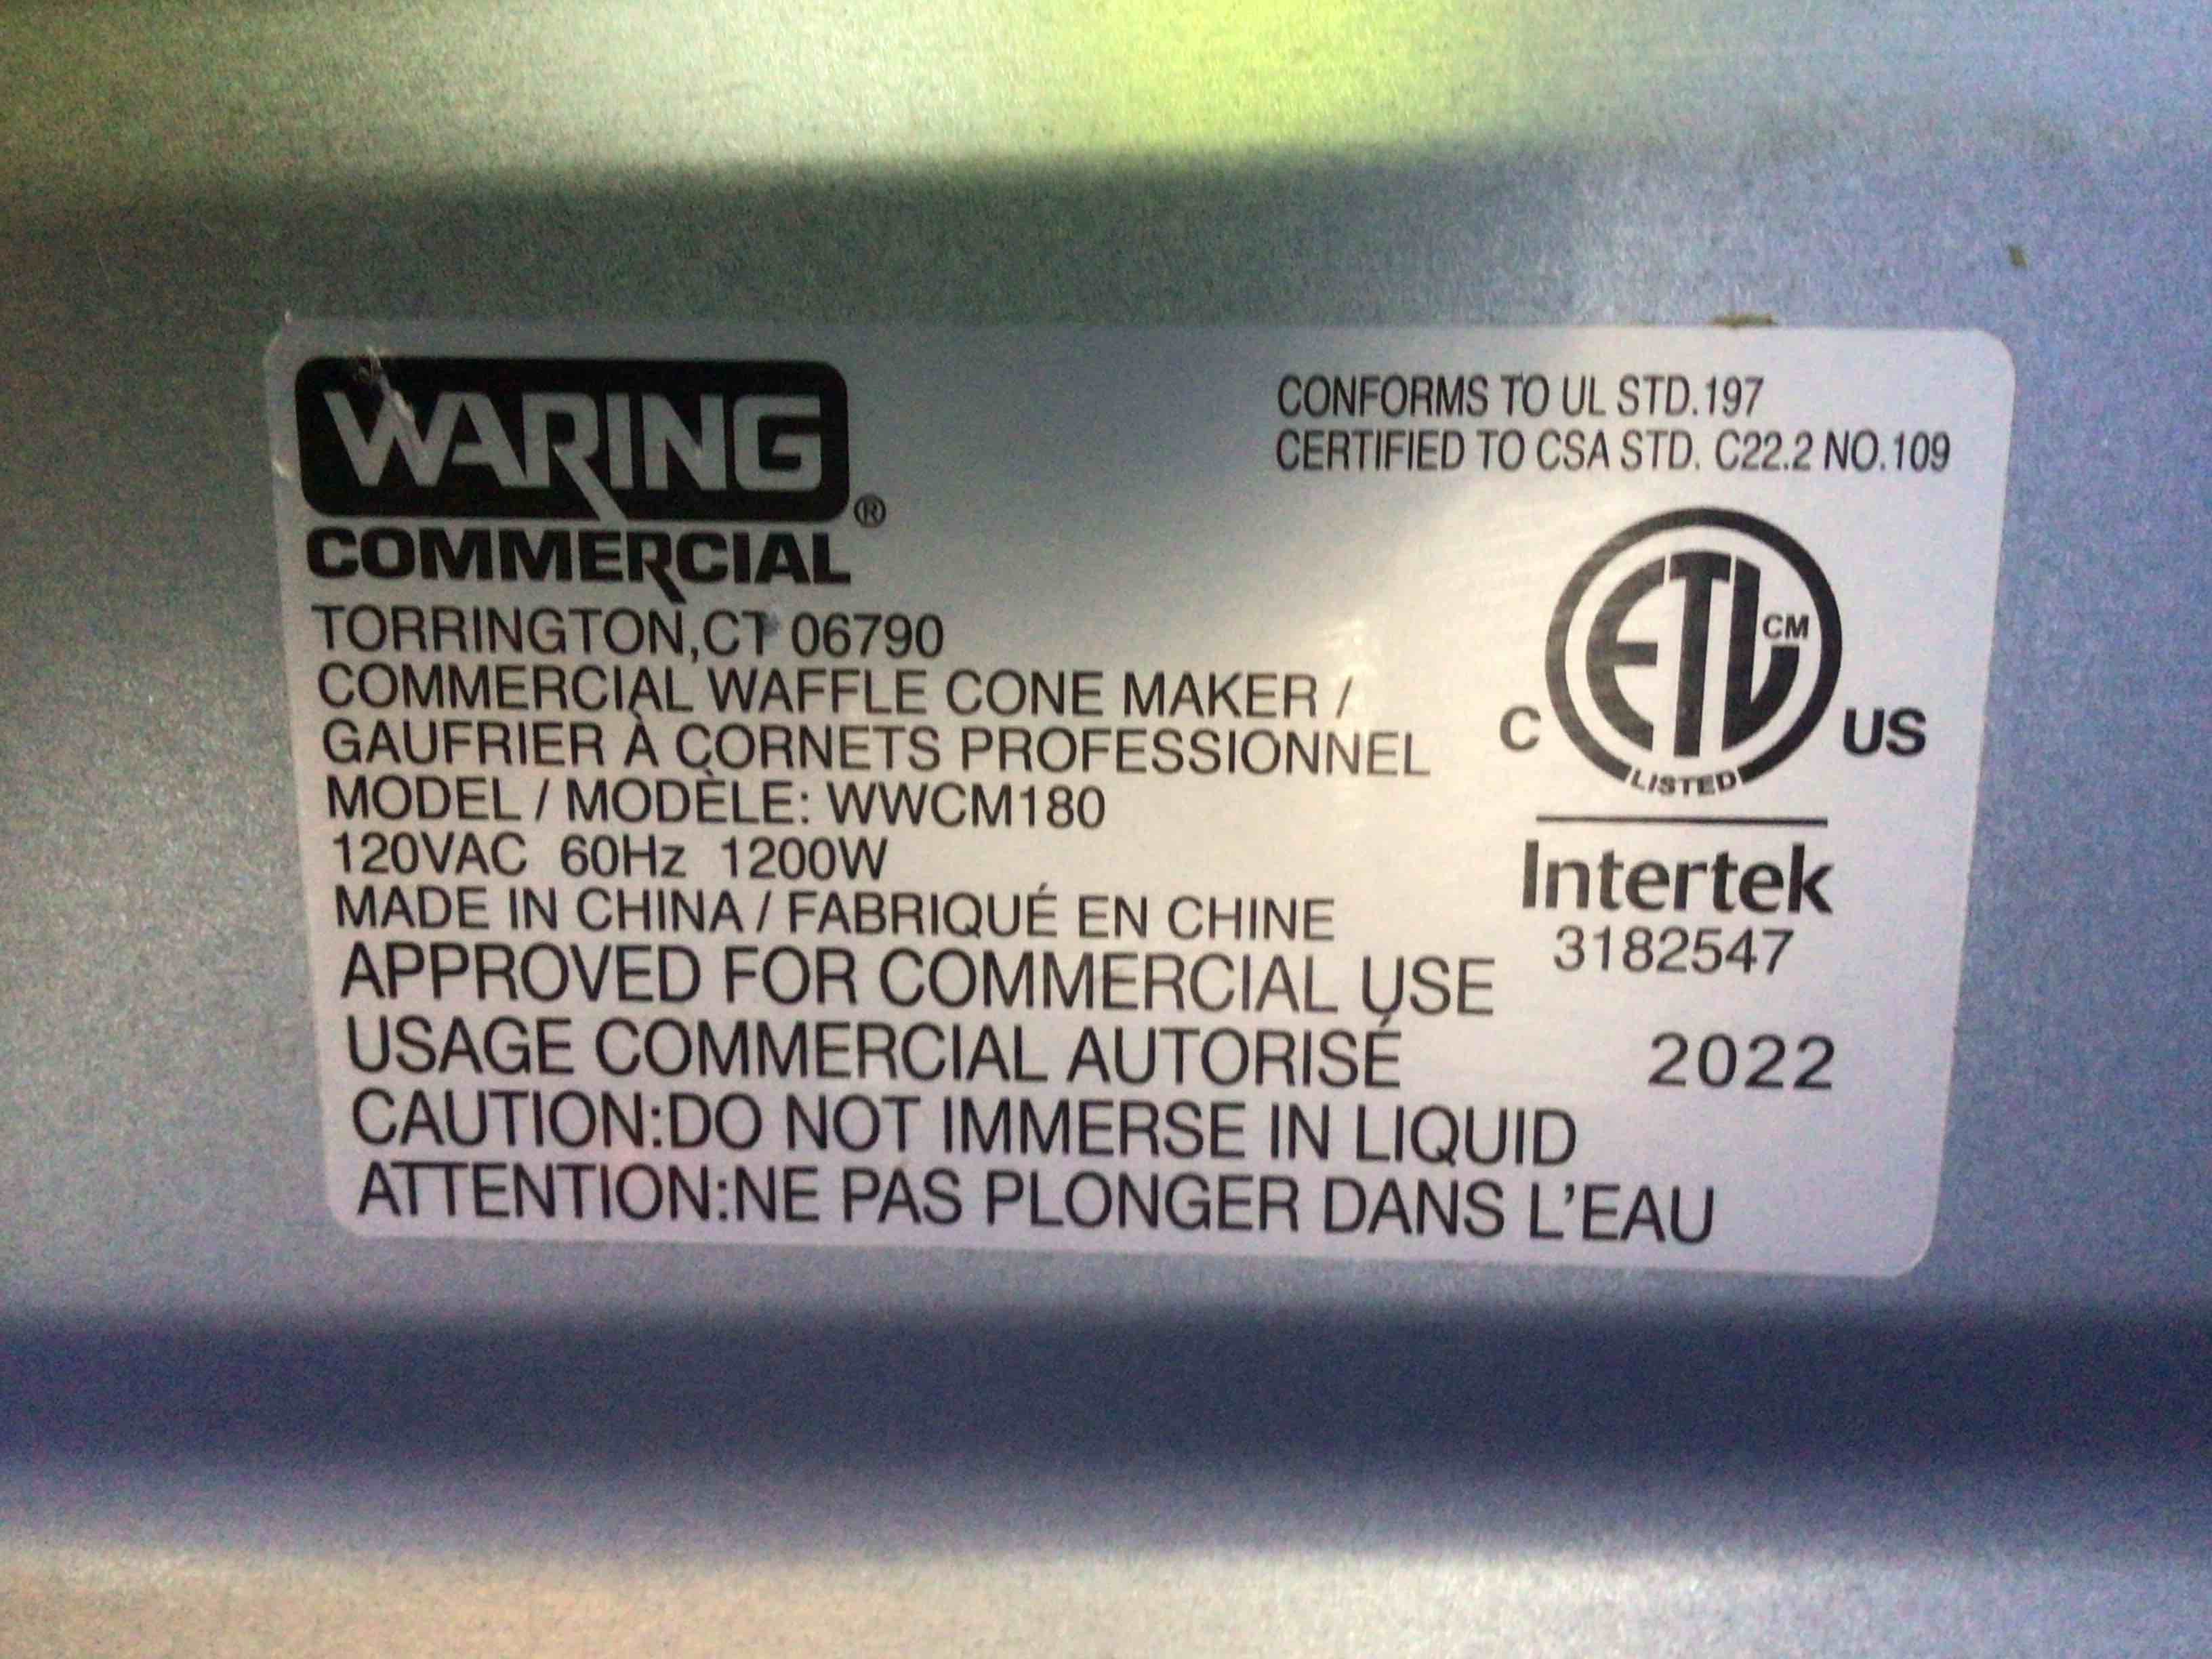 WARING®
COMMERCIAL
TORRINGTON,CT 06790
COMMERCIAL WAFFLE CONE MAKER /
GAUFRIER À CORNETS PROFESSIONNEL
MODEL / MODÈLE: WWCM180
120VAC 60Hz 1200W
MADE IN CHINA / FABRIQUÉ EN CHINE
APPROVED FOR COMMERCIAL USE
USAGE COMMERCIAL AUTORISÉ
CAUTION:DO NOT IMMERSE IN LIQUID
ATTENTION:NE PAS PLONGER DANS L'EAU
CONFORMS TO UL STD.197
CERTIFIED TO CSA STD. C22.2 NO.109
ETL CM
C US
LISTED
Intertek
3182547
2022